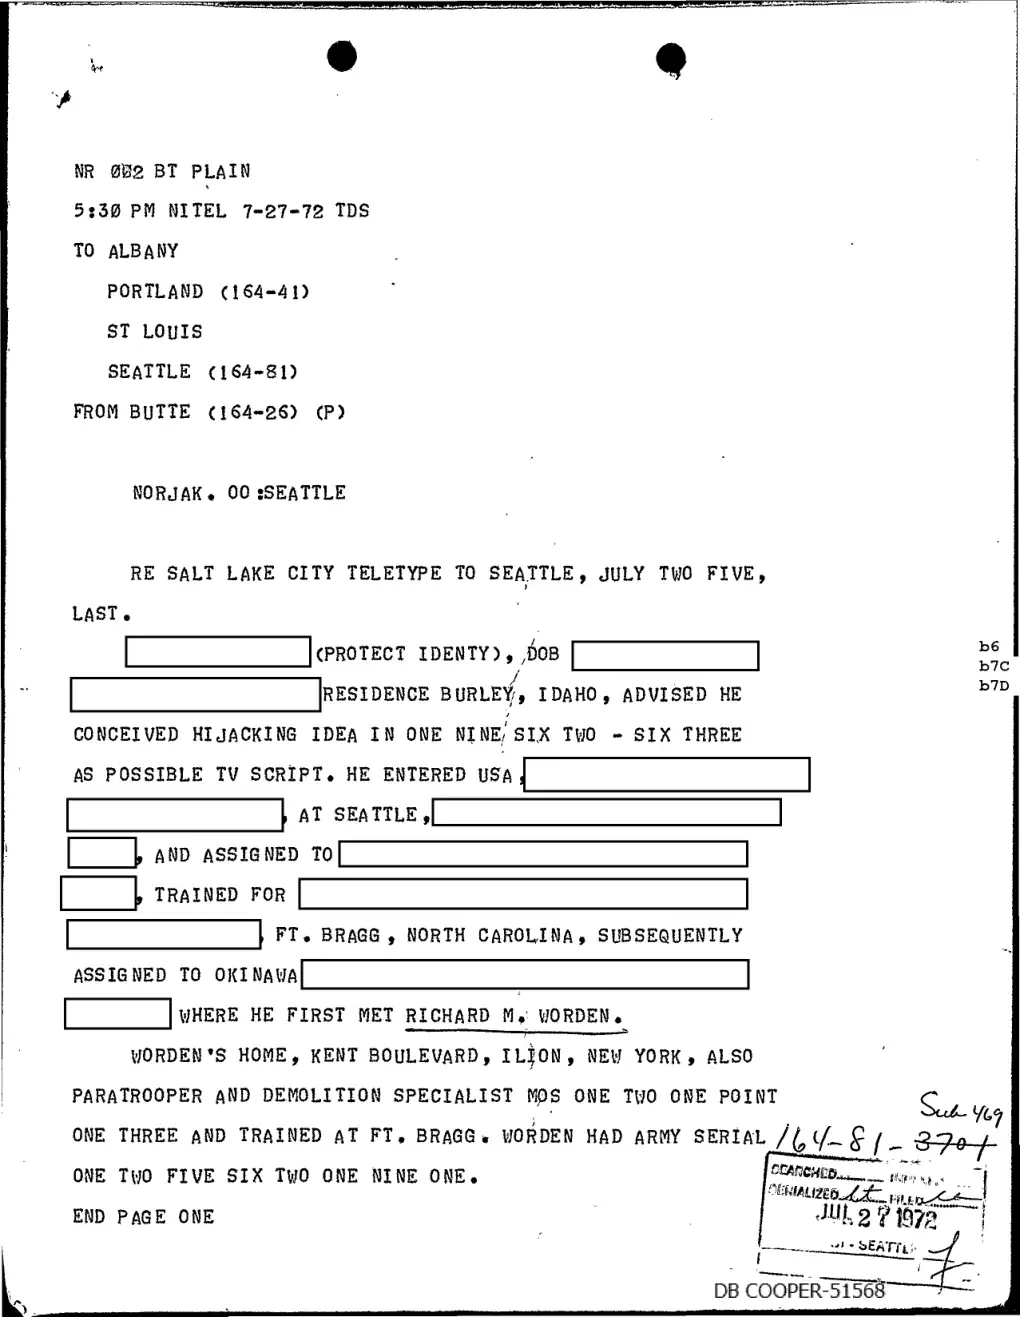 NR 002 BT PLAIN
5:30 PM NITEL 7-27-72 TDS
TO ALBANY
PORTLAND (164-41)
ST LOUIS
SEATTLE (164-81)
FROM BUTTE (164-26) (P)
NORJAK. OO :SEATTLE
RE SALT LAKE CITY TELETYPE TO SEATTLE, JULY TWO FIVE,
LAST.
(PROTECT IDENTY), DOB
b6
b7C
b7D
RESIDENCE BURLEY, IDAHO, ADVISED HE
CONCEIVED HIJACKING IDEA IN ONE NINE SIX TWO - SIX THREE
AS POSSIBLE TV SCRIPT. HE ENTERED USA,
, AT SEATTLE,
, AND ASSIGNED TO
, TRAINED FOR
, FT. BRAGG, NORTH CAROLINA, SUBSEQUENTLY
ASSIGNED TO OKINAWA
WHERE HE FIRST MET RICHARD M. WORDEN.
WORDEN'S HOME, KENT BOULEVARD, ILION, NEW YORK, ALSO
PARATROOPER AND DEMOLITION SPECIALIST MOS ONE TWO ONE POINT
ONE THREE AND TRAINED AT FT. BRAGG. WORDEN HAD ARMY SERIAL
ONE TWO FIVE SIX TWO ONE NINE ONE.
END PAGE ONE
Sub 469
164-81-3701
SEARCHED
SERIALIZED FILED
JUL 27 1972
SEATTLE
DB COOPER-51568